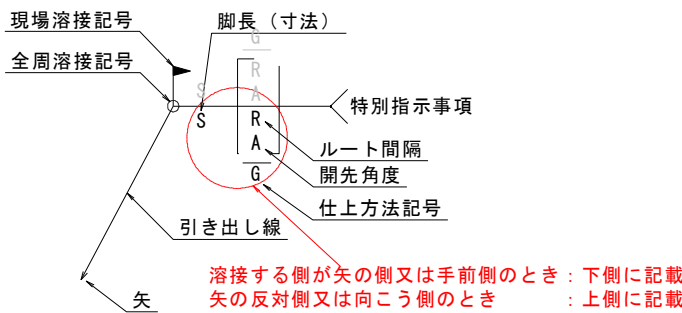 現場溶接記号
脚長（寸法）
G
R
A
全周溶接記号
S
S
特別指示事項
R
A
ルート間隔
開先角度
G
仕上方法記号
引き出し線
溶接する側が矢の側又は手前側のとき：下側に記載
矢の反対側又は向こう側のとき　　　：上側に記載
矢